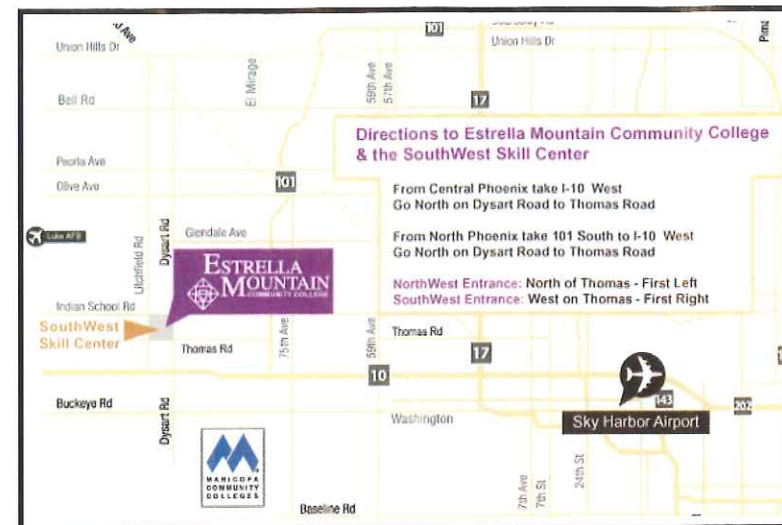 101
Union Hills Dr
Union Hills Dr
El Mirage
59th Ave
57th Ave
Bell Rd
17
Directions to Estrella Mountain Community College
& the SouthWest Skill Center
Peoria Ave
Olive Ave
101
From Central Phoenix take I-10 West
Go North on Dysart Road to Thomas Road
Luke AFB
Litchfield Rd
Dysart Rd
Glendale Ave
From North Phoenix take 101 South to I-10 West
Go North on Dysart Road to Thomas Road
ESTRELLA
MOUNTAIN
COMMUNITY COLLEGE
NorthWest Entrance: North of Thomas - First Left
SouthWest Entrance: West on Thomas - First Right
Indian School Rd
SouthWest
Skill Center
Thomas Rd
75th Ave
59th Ave
Thomas Rd
17
10
Buckeye Rd
Dysart Rd
Washington
143
202
Sky Harbor Airport
MARICOPA
COMMUNITY
COLLEGES
Baseline Rd
7th Ave
7th St
24th St